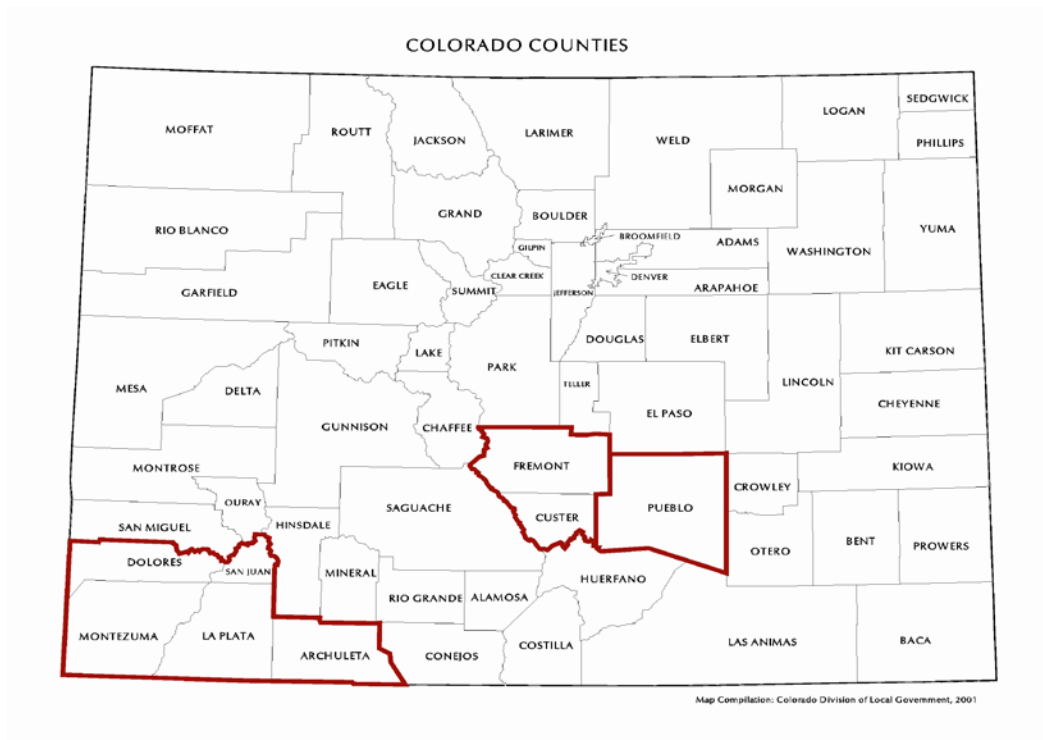 COLORADO COUNTIES
SEDGWICK
LOGAN
MOFFAT
ROUTT
JACKSON
LARIMER
WELD
PHILLIPS
MORGAN
GRAND
BOULDER
RIO BLANCO
BROOMFIELD
ADAMS
YUMA
GILPIN
WASHINGTON
CLEAR CREEK
DENVER
EAGLE
SUMMIT
JEFFERSON
ARAPAHOE
GARFIELD
PITKIN
LAKE
DOUGLAS
ELBERT
KIT CARSON
PARK
MESA
DELTA
TELLER
LINCOLN
CHEYENNE
GUNNISON
CHAFFEE
EL PASO
MONTROSE
FREMONT
KIOWA
CROWLEY
OURAY
SAGUACHE
PUEBLO
CUSTER
SAN MIGUEL
HINSDALE
OTERO
BENT
PROWERS
DOLORES
SAN JUAN
MINERAL
HUERFANO
RIO GRANDE
ALAMOSA
MONTEZUMA
LA PLATA
ARCHULETA
CONEJOS
COSTILLA
LAS ANIMAS
BACA
Map Compilation: Colorado Division of Local Government, 2001